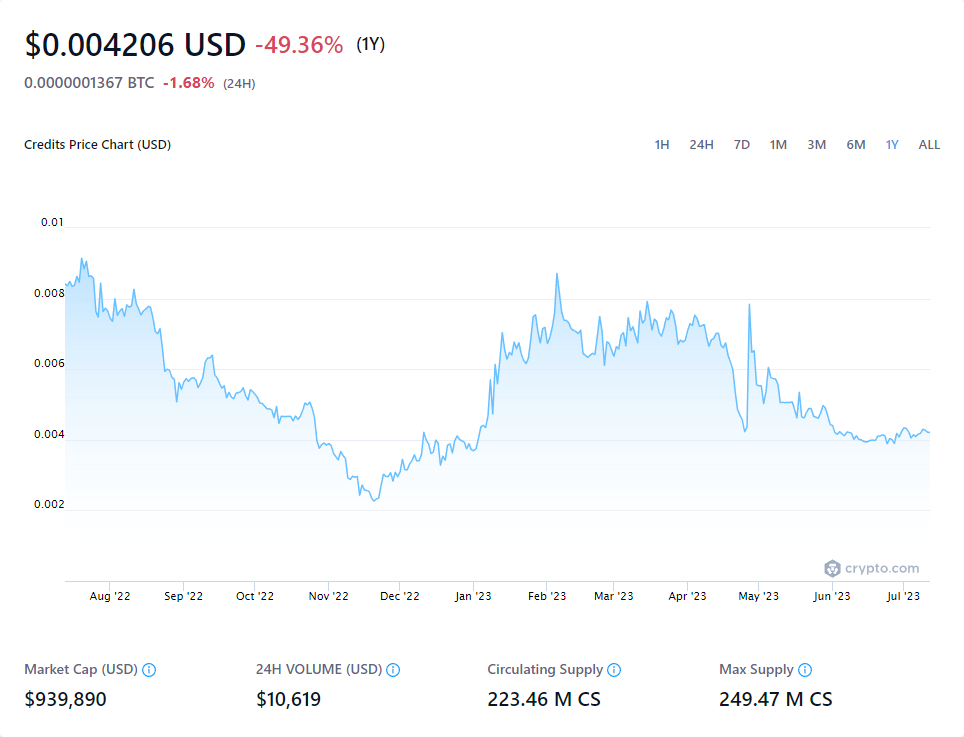 $0.004206 USD -49.36% (1Y)
0.0000001367 BTC -1.68% (24H)
Credits Price Chart (USD)
1H 24H 7D 1M 3M 6M 1Y ALL
0.01
0.008
0.006
0.004
0.002
crypto.com
Aug '22 Sep '22 Oct '22 Nov '22 Dec '22 Jan '23 Feb '23 Mar '23 Apr '23 May '23 Jun '23 Jul '23
Market Cap (USD) 24H VOLUME (USD) Circulating Supply Max Supply
$939,890 $10,619 223.46 M CS 249.47 M CS